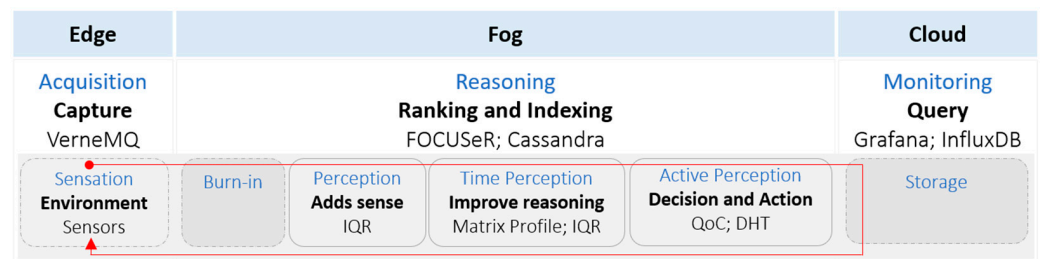 Edge
Fog
Cloud
Acquisition
Capture
VerneMQ
Reasoning
Ranking and Indexing
FOCUSeR; Cassandra
Monitoring
Query
Grafana; InfluxDB
Sensation
Environment
Sensors
Burn-in
Perception
Adds sense
IQR
Time Perception
Improve reasoning
Matrix Profile; IQR
Active Perception
Decision and Action
QoC; DHT
Storage